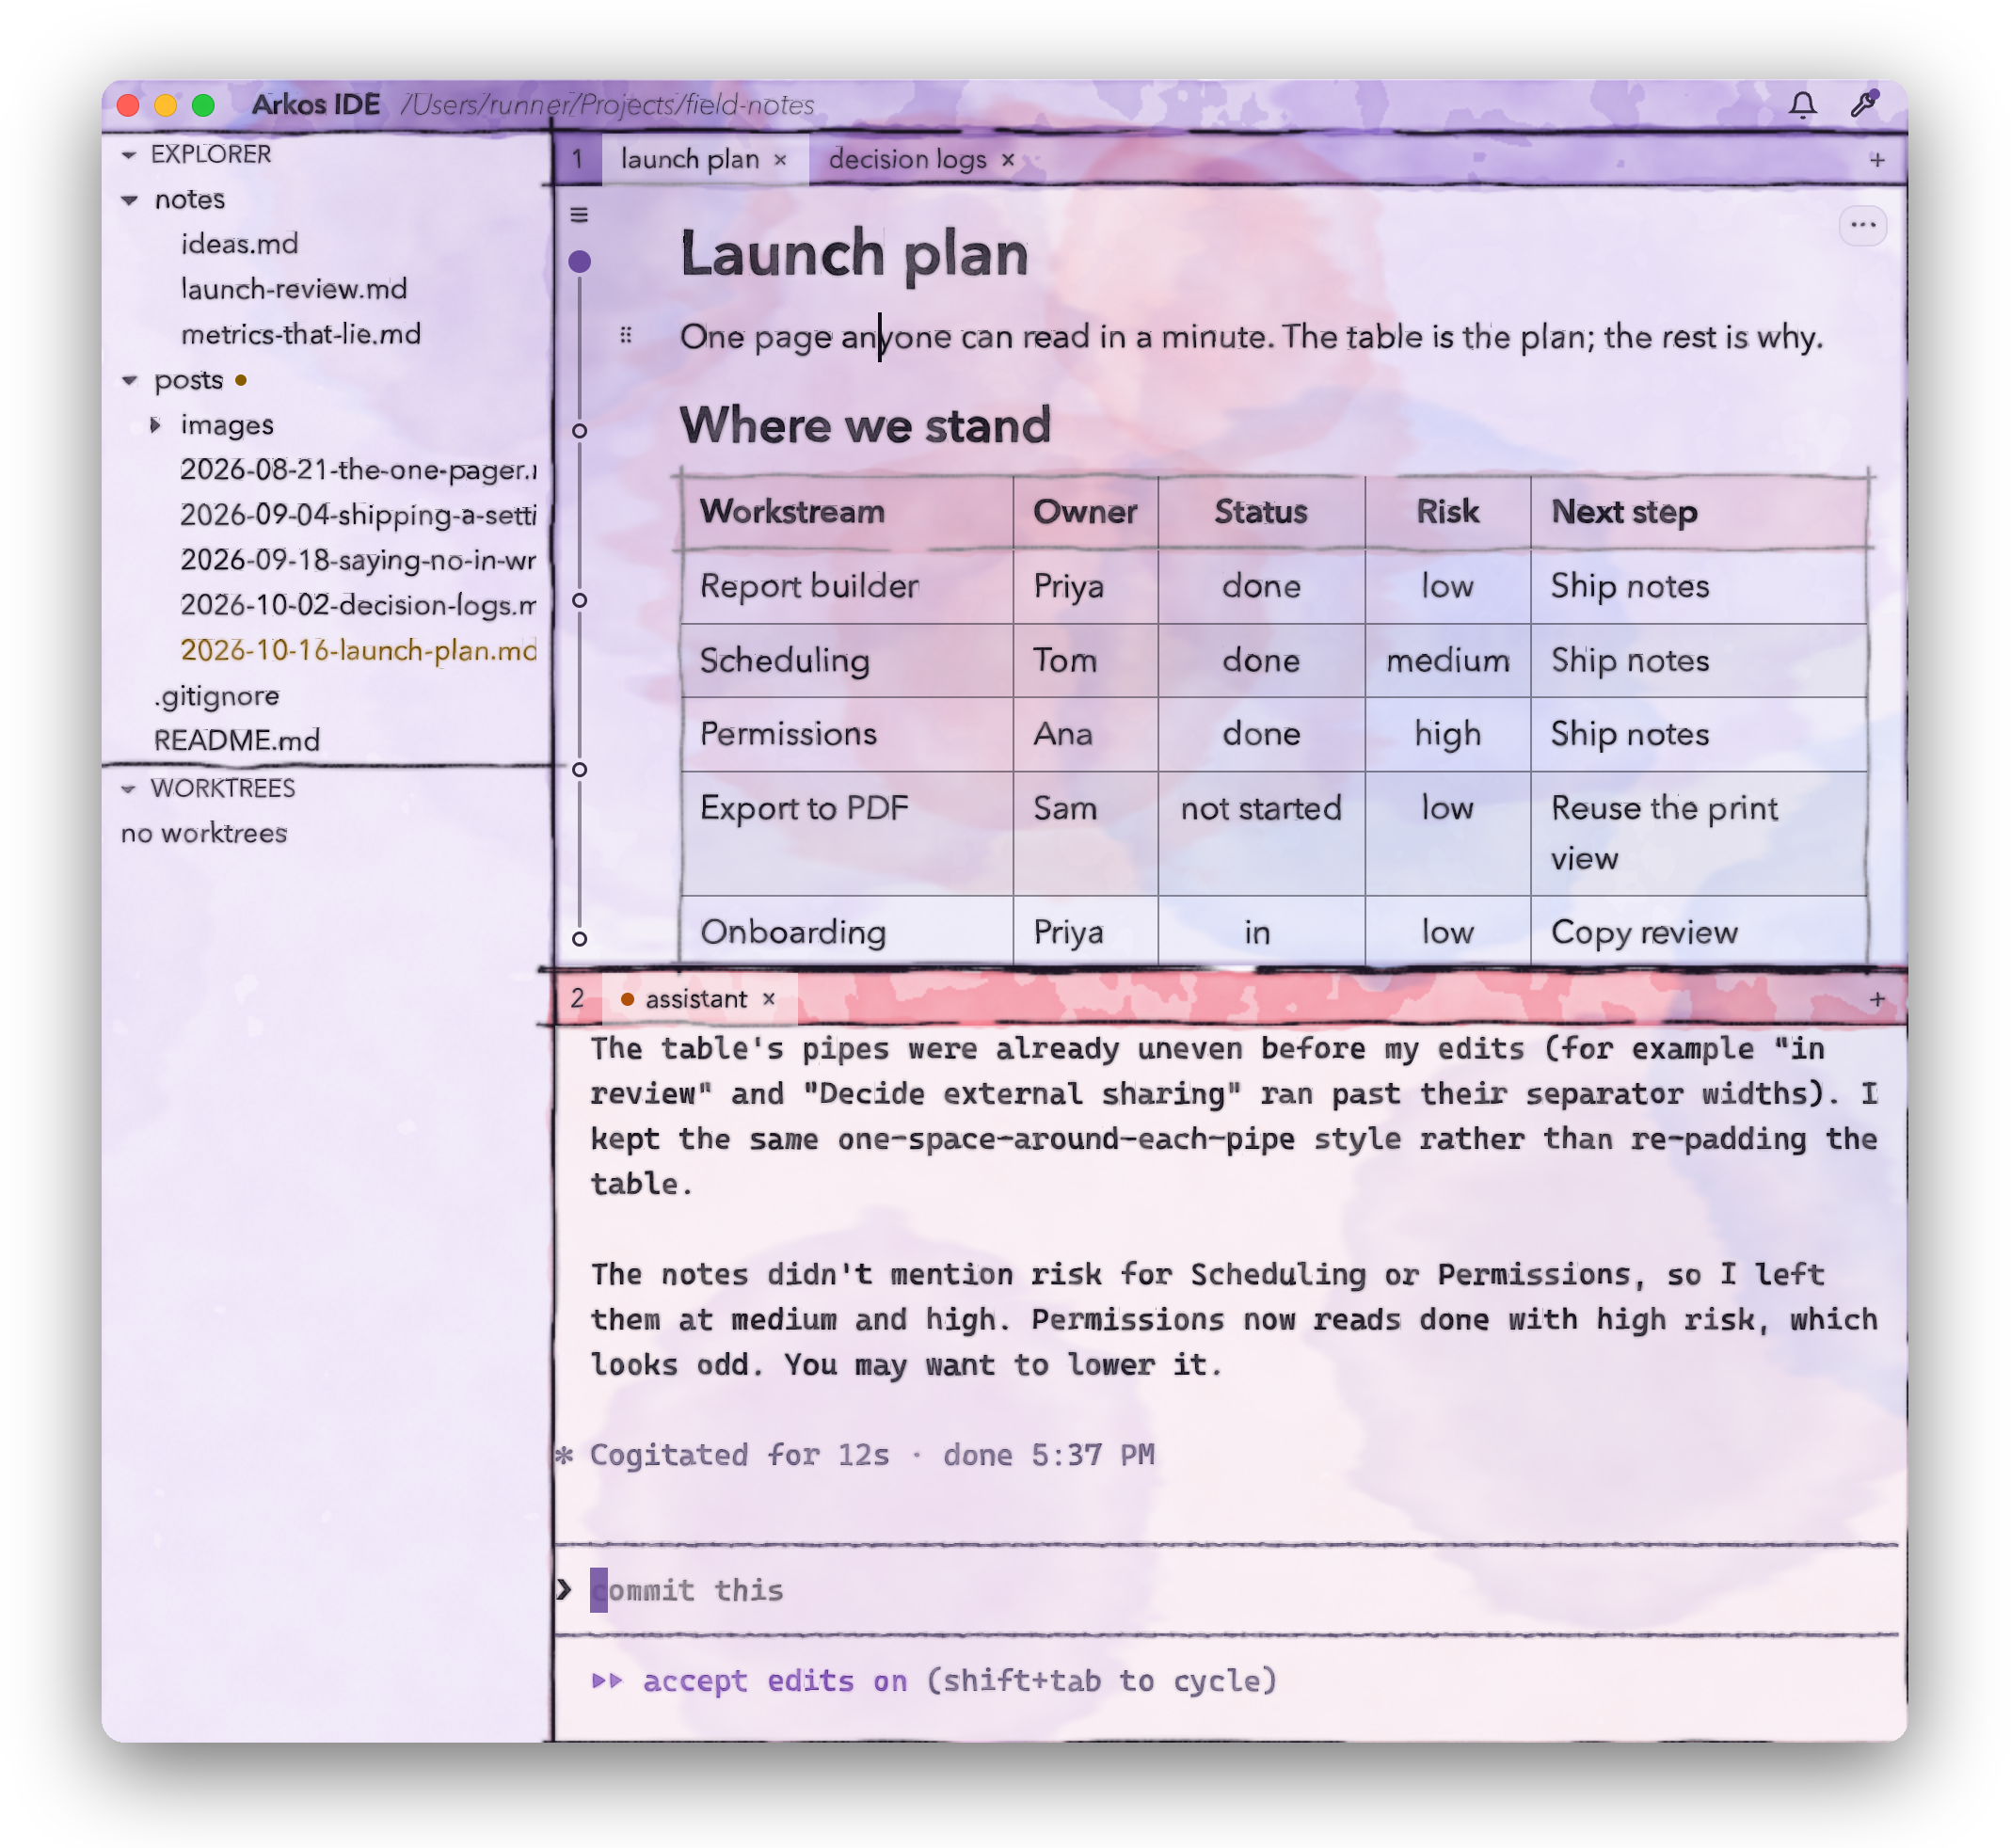 Arkos IDE /Users/runner/Projects/field-notes
EXPLORER
notes
ideas.md
launch-review.md
metrics-that-lie.md
posts
images
2026-08-21-the-one-pager.
2026-09-04-shipping-a-setti
2026-09-18-saying-no-in-wr
2026-10-02-decision-logs.m
2026-10-16-launch-plan.md
.gitignore
README.md
WORKTREES
no worktrees
1 launch plan × decision logs × +
Launch plan
One page anyone can read in a minute. The table is the plan; the rest is why.
Where we stand
Workstream Owner Status Risk Next step
Report builder Priya done low Ship notes
Scheduling Tom done medium Ship notes
Permissions Ana done high Ship notes
Export to PDF Sam not started low Reuse the print
view
Onboarding Priya in low Copy review
2 assistant × +
The table's pipes were already uneven before my edits (for example "in
review" and "Decide external sharing" ran past their separator widths). I
kept the same one-space-around-each-pipe style rather than re-padding the
table.
The notes didn't mention risk for Scheduling or Permissions, so I left
them at medium and high. Permissions now reads done with high risk, which
looks odd. You may want to lower it.
✻ Cogitated for 12s · done 5:37 PM
❯ commit this
▸▸ accept edits on (shift+tab to cycle)